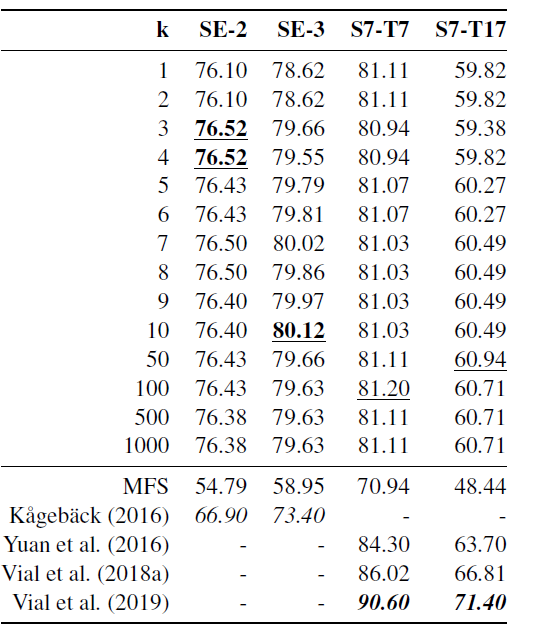 k SE-2 SE-3 S7-T7 S7-T17
1 76.10 78.62 81.11 59.82
2 76.10 78.62 81.11 59.82
3 76.52 79.66 80.94 59.38
4 76.52 79.55 80.94 59.82
5 76.43 79.79 81.07 60.27
6 76.43 79.81 81.07 60.27
7 76.50 80.02 81.03 60.49
8 76.50 79.86 81.03 60.49
9 76.40 79.97 81.03 60.49
10 76.40 80.12 81.03 60.49
50 76.43 79.66 81.11 60.94
100 76.43 79.63 81.20 60.71
500 76.38 79.63 81.11 60.71
1000 76.38 79.63 81.11 60.71
MFS 54.79 58.95 70.94 48.44
Kågebäck (2016) 66.90 73.40 - -
Yuan et al. (2016) - - 84.30 63.70
Vial et al. (2018a) - - 86.02 66.81
Vial et al. (2019) - - 90.60 71.40